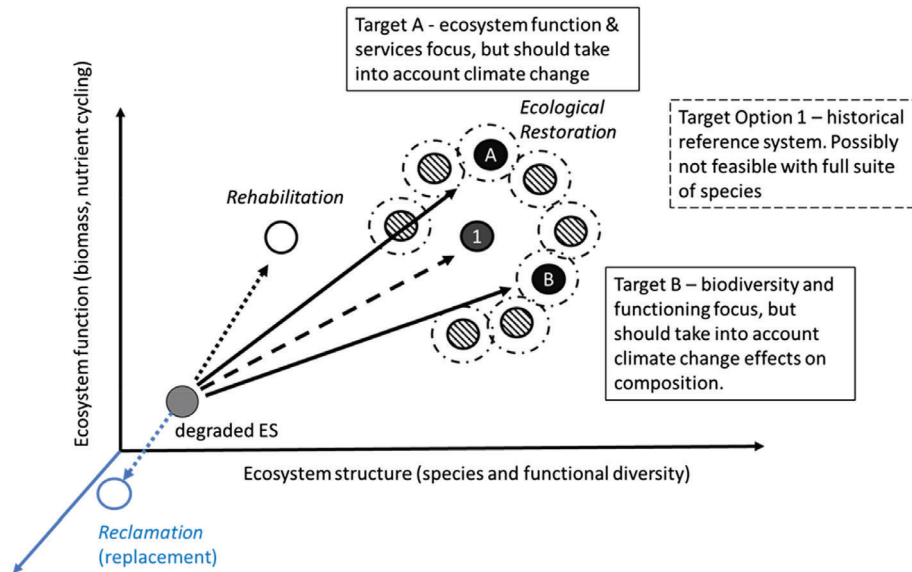 Target A - ecosystem function &
services focus, but should take
into account climate change
Ecological
Restoration
Target Option 1 – historical
reference system. Possibly
not feasible with full suite
of species
Rehabilitation
A
1
B
Target B – biodiversity and
functioning focus, but
should take into account
climate change effects on
composition.
Ecosystem function (biomass, nutrient cycling)
degraded ES
Ecosystem structure (species and functional diversity)
Reclamation
(replacement)